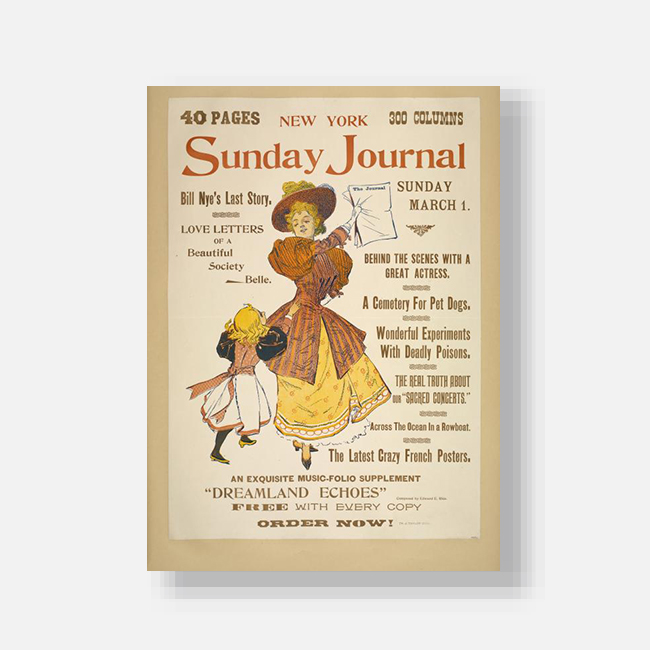 40 PAGES
NEW YORK
300 COLUMNS
Sunday Journal
Bill Nye's Last Story.
LOVE LETTERS
OF A
Beautiful
Society
Belle.
The Journal
SUNDAY
MARCH 1.
BEHIND THE SCENES WITH A
GREAT ACTRESS.
A Cemetery For Pet Dogs.
Wonderful Experiments
With Deadly Poisons.
THE REAL TRUTH ABOUT
OUR "SACRED CONCERTS."
Across The Ocean In a Rowboat.
The Latest Crazy French Posters.
AN EXQUISITE MUSIC-FOLIO SUPPLEMENT
"DREAMLAND ECHOES"
FREE WITH EVERY COPY
ORDER NOW!